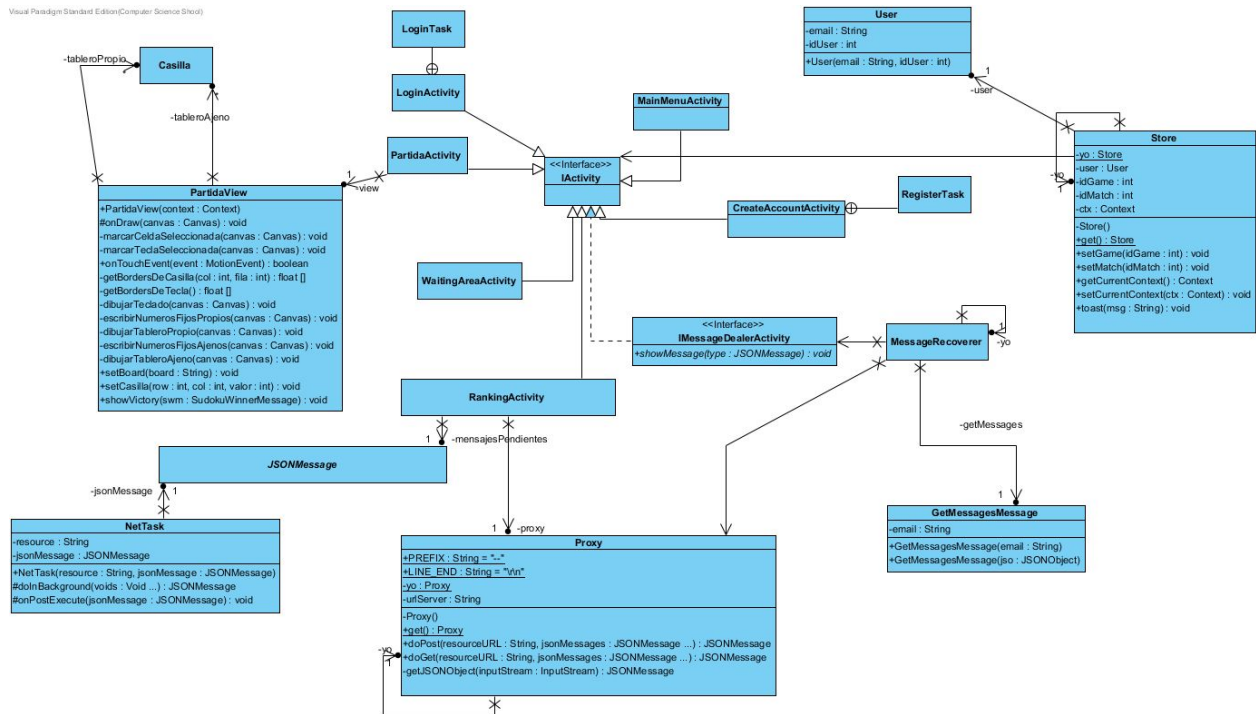 Visual Paradigm Standard Edition(Computer Science Shool)
User
-email : String
-idUser : int
+User(email : String, idUser : int)
LoginTask
-tableroPropio
Casilla
LoginActivity
MainMenuActivity
1
-user
-tableroAjeno
PartidaActivity
<<Interface>>
IActivity
Store
-yo : Store
-user : User
-idGame : int
-idMatch : int
-ctx : Context
-Store()
+get() : Store
+setGame(idGame : int) : void
+setMatch(idMatch : int) : void
+getCurrentContext() : Context
+setCurrentContext(ctx : Context) : void
+toast(msg : String) : void
-yo
1
1
-view
PartidaView
+PartidaView(context : Context)
#onDraw(canvas : Canvas) : void
-marcarCeldaSeleccionada(canvas : Canvas) : void
-marcarTeclaSeleccionada(canvas : Canvas) : void
+onTouchEvent(event : MotionEvent) : boolean
-getBordersDeCasilla(col : int, fila : int) : float []
-getBordersDeTecla() : float []
-dibujarTeclado(canvas : Canvas) : void
-escribirNumerosFijosPropios(canvas : Canvas) : void
-dibujarTableroPropio(canvas : Canvas) : void
-escribirNumerosFijosAjenos(canvas : Canvas) : void
-dibujarTableroAjeno(canvas : Canvas) : void
+setBoard(board : String) : void
+setCasilla(row : int, col : int, valor : int) : void
+showVictory(swm : SudokuWinnerMessage) : void
CreateAccountActivity
RegisterTask
WaitingAreaActivity
<<Interface>>
IMessageDealerActivity
+showMessage(type : JSONMessage) : void
MessageRecoverer
1
-yo
RankingActivity
1
-mensajesPendientes
-getMessages
JSONMessage
-jsonMessage
1
1
GetMessagesMessage
-email : String
+GetMessagesMessage(email : String)
+GetMessagesMessage(jso : JSONObject)
NetTask
-resource : String
-jsonMessage : JSONMessage
+NetTask(resource : String, jsonMessage : JSONMessage)
#doInBackground(voids : Void ...) : JSONMessage
#onPostExecute(jsonMessage : JSONMessage) : void
1
-proxy
Proxy
+PREFIX : String = "--"
+LINE_END : String = "\r\n"
-yo : Proxy
-urlServer : String
-Proxy()
+get() : Proxy
+doPost(resourceURL : String, jsonMessages : JSONMessage ...) : JSONMessage
+doGet(resourceURL : String, jsonMessages : JSONMessage ...) : JSONMessage
-getJSONObject(inputStream : InputStream) : JSONMessage
-yo
1